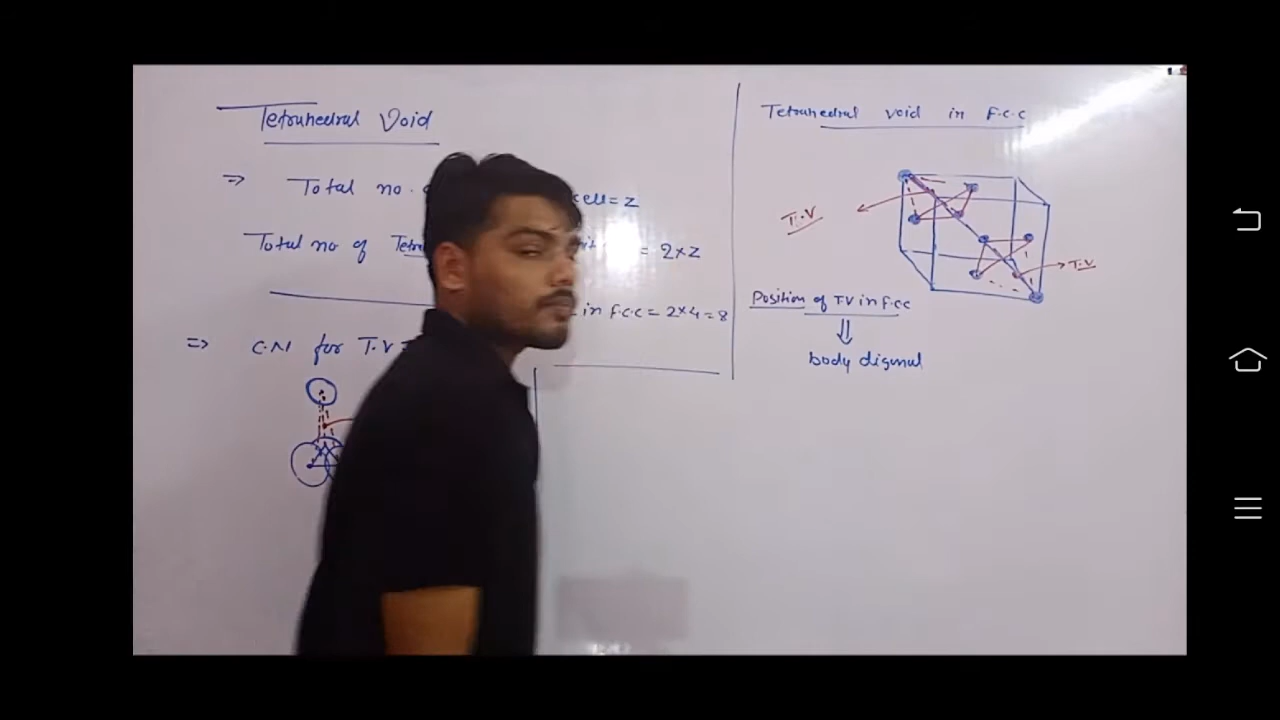 Tetrahedral Void
⇒ Total no. cell = Z
Total no of = 2×Z
in F.C.C = 2×4 = 8
⇒ C.N for T.V =
Tetrahedral void in F.C.C
T.V
T.V
Position of T.V in F.C.C
⇓
body digonal